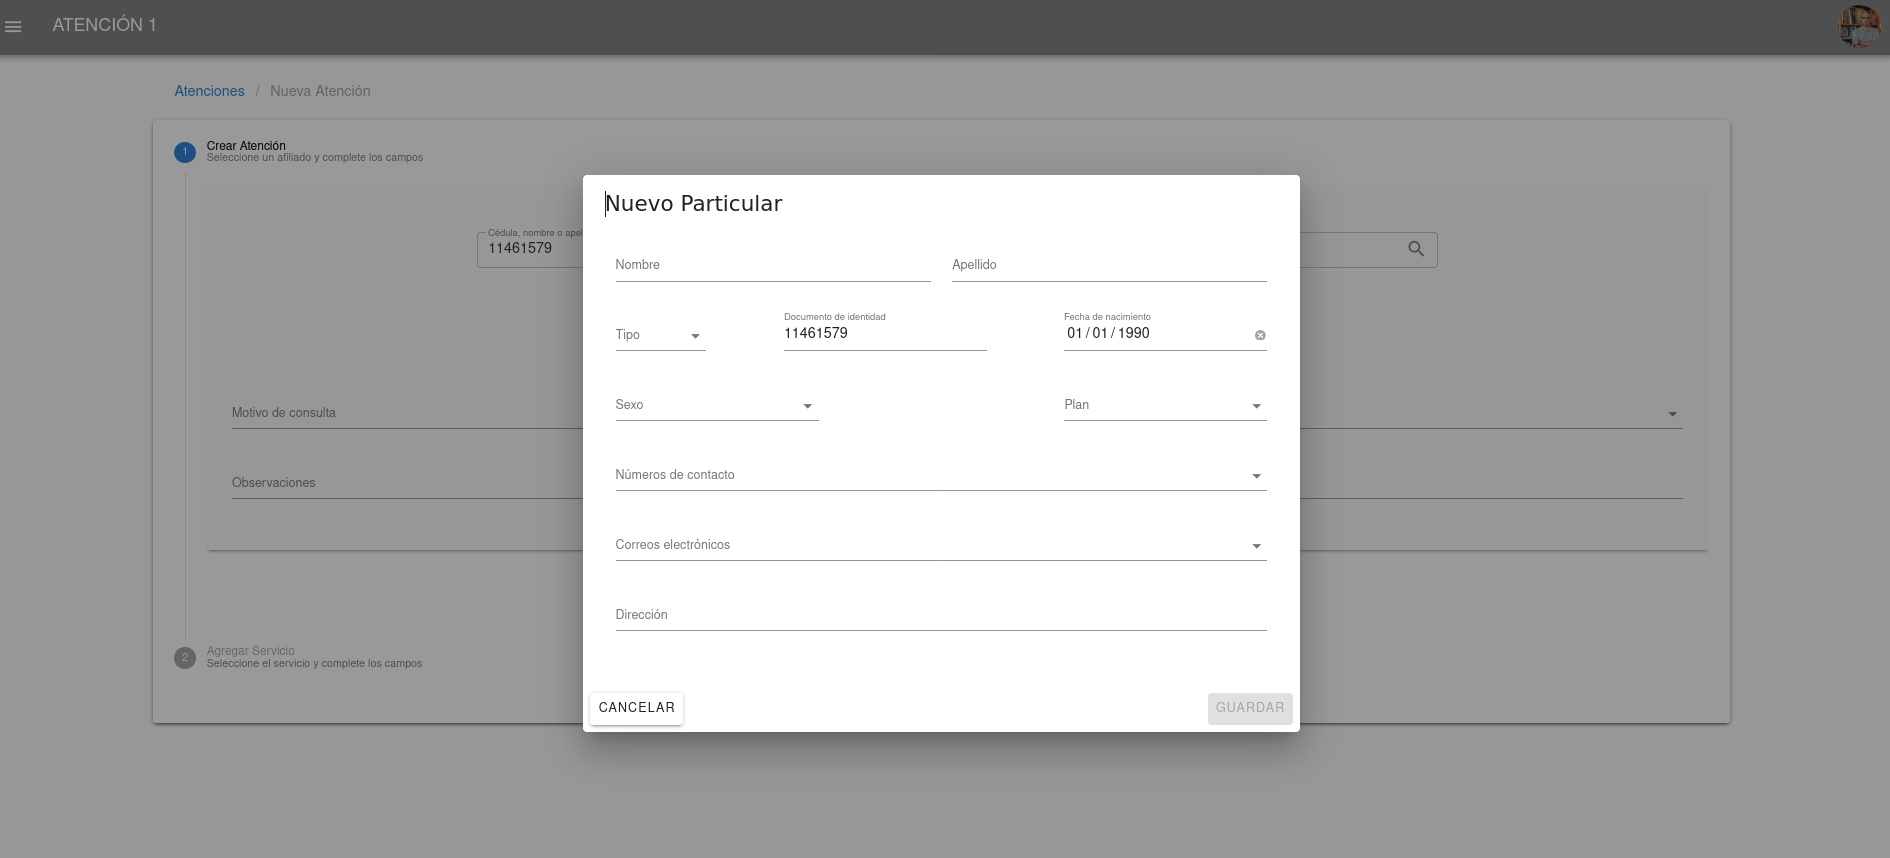 ATENCIÓN 1
Atenciones / Nueva Atención
1
Crear Atención
Seleccione un afiliado y complete los campos
Cédula, nombre o apel
11461579
Motivo de consulta
Observaciones
2
Agregar Servicio
Seleccione el servicio y complete los campos
Nuevo Particular
Nombre
Apellido
Tipo
Documento de identidad
11461579
Fecha de nacimiento
01/01/1990
Sexo
Plan
Números de contacto
Correos electrónicos
Dirección
CANCELAR
GUARDAR